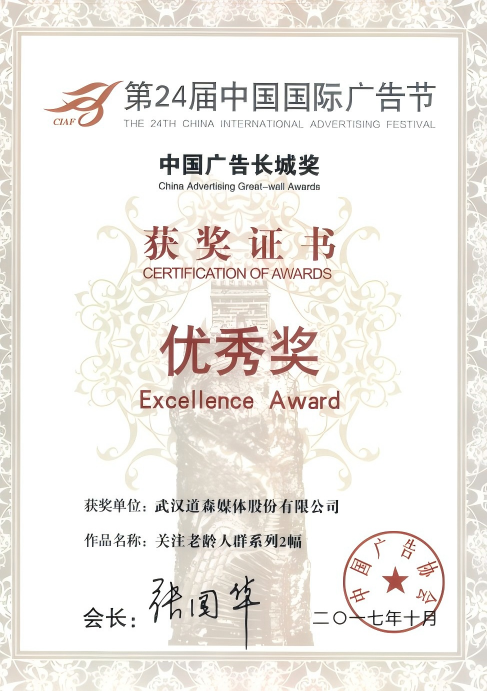 第24届中国国际广告节
CIAF
THE 24TH CHINA INTERNATIONAL ADVERTISING FESTIVAL
中国广告长城奖
China Advertising Great-wall Awards
获奖证书
CERTIFICATION OF AWARDS
优秀奖
Excellence Award
获奖单位：武汉道森媒体股份有限公司
作品名称：关注老龄人群系列2幅
中国广告协会
会长：张国华
二〇一七年十月